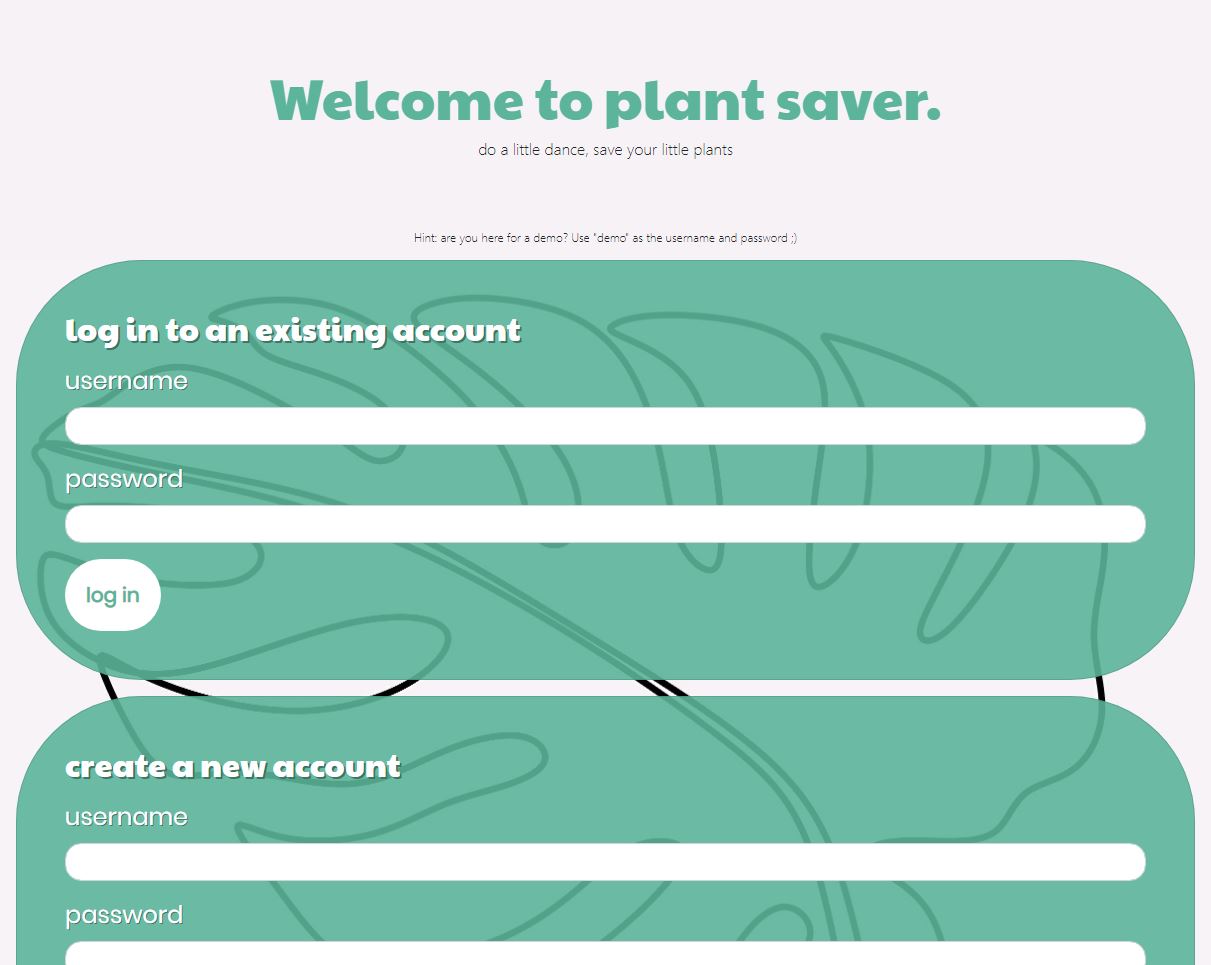 Welcome to plant saver.
do a little dance, save your little plants
Hint: are you here for a demo? Use "demo" as the username and password ;)
log in to an existing account
username
password
log in
create a new account
username
password